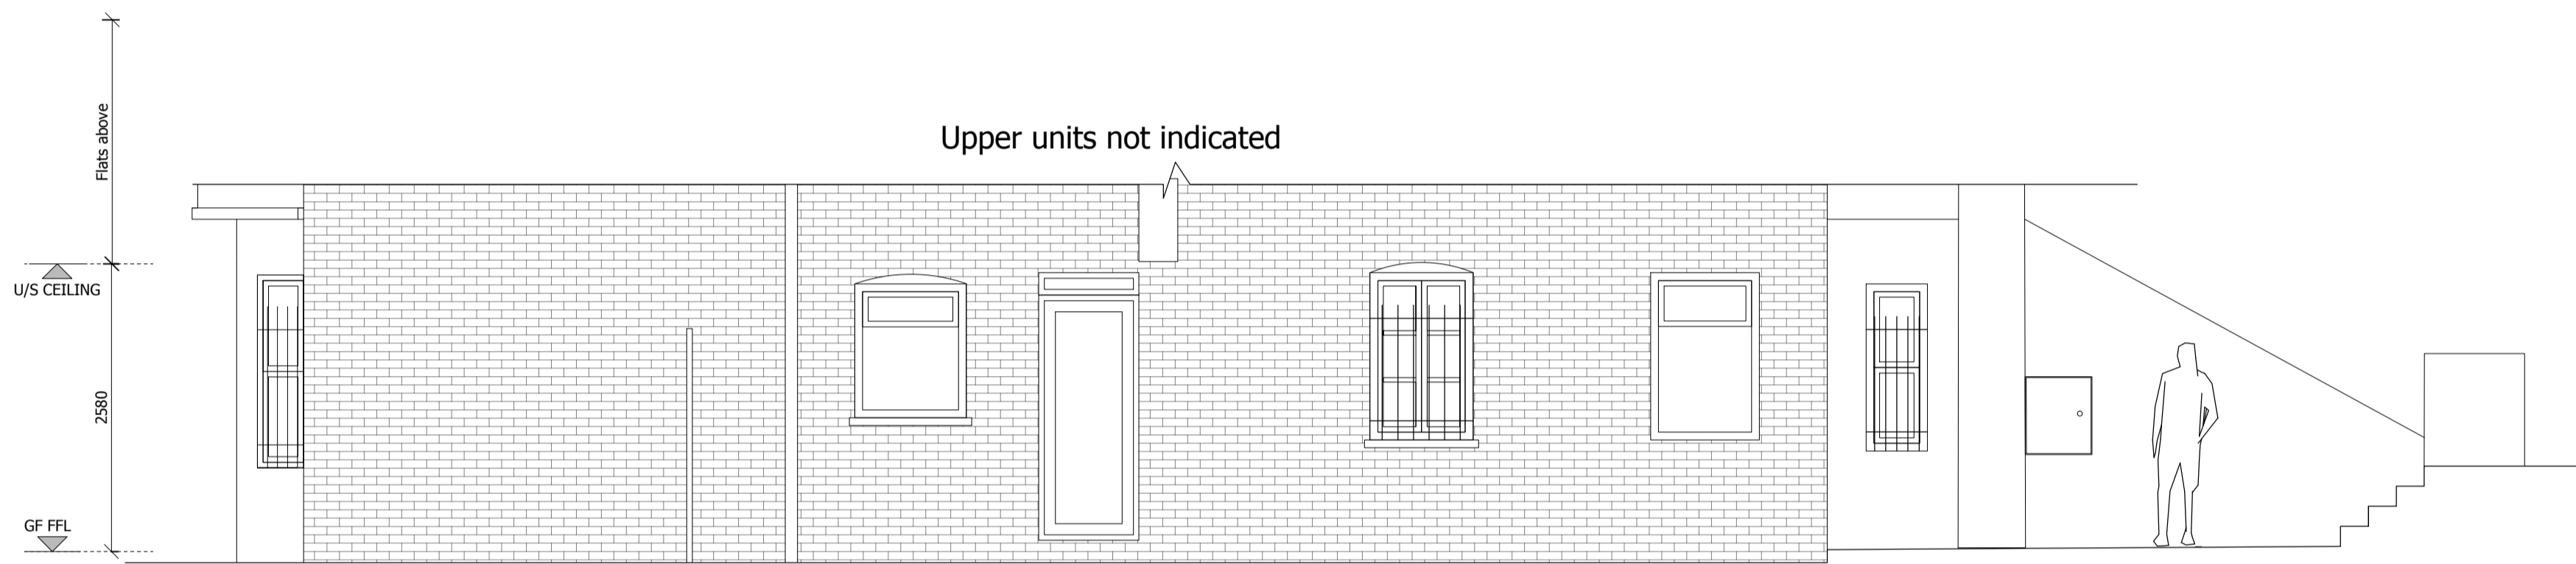 Flats above
Upper units not indicated
U/S CEILING
2580
GF FFL